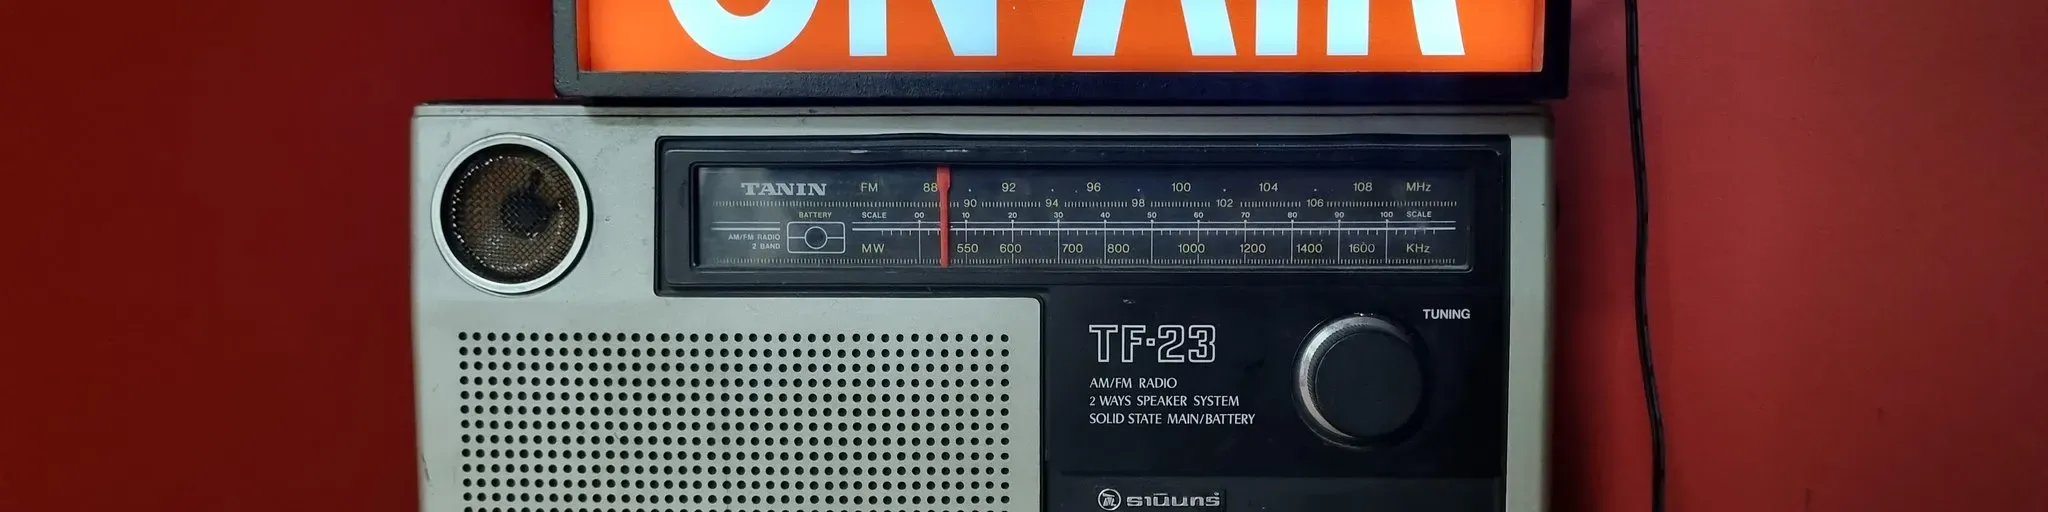 ON AIR
TANIN FM 88 92 96 100 104 108 MHz
90 94 98 102 106
BATTERY SCALE 00 10 20 30 40 50 60 70 80 90 100 SCALE
AM/FM RADIO
2 BAND
MW 550 600 700 800 1000 1200 1400 1600 KHz
TUNING
TF-23
AM/FM RADIO
2 WAYS SPEAKER SYSTEM
SOLID STATE MAIN/BATTERY
ธานินทร์